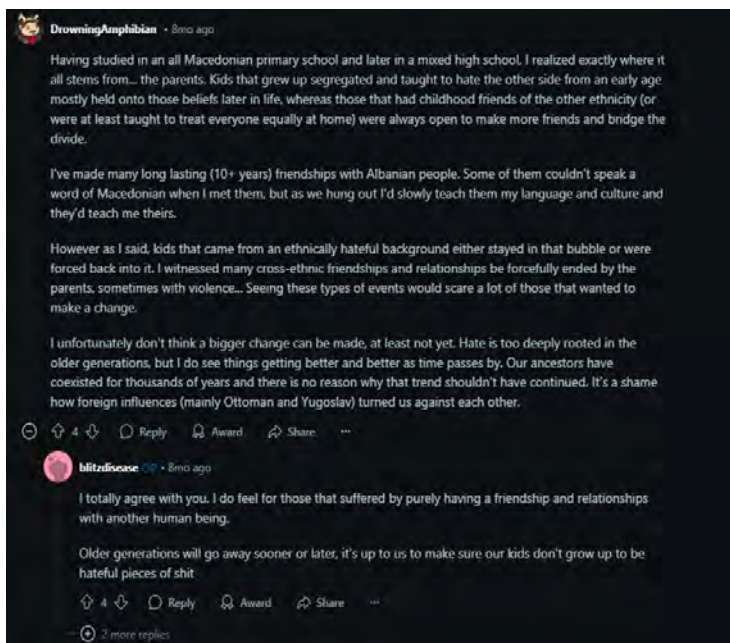 DrowningAmphibian • 8mo ago
Having studied in an all Macedonian primary school and later in a mixed high school, I realized exactly where it
all stems from... the parents. Kids that grew up segregated and taught to hate the other side from an early age
mostly held onto those beliefs later in life, whereas those that had childhood friends of the other ethnicity (or
were at least taught to treat everyone equally at home) were always open to make more friends and bridge the
divide.
I've made many long lasting (10+ years) friendships with Albanian people. Some of them couldn't speak a
word of Macedonian when I met them, but as we hung out I'd slowly teach them my language and culture and
they'd teach me theirs.
However as I said, kids that came from an ethnically hateful background either stayed in that bubble or were
forced back into it. I witnessed many cross-ethnic friendships and relationships be forcefully ended by the
parents, sometimes with violence... Seeing these types of events would scare a lot of those that wanted to
make a change.
I unfortunately don't think a bigger change can be made, at least not yet. Hate is too deeply rooted in the
older generations, but I do see things getting better and better as time passes by. Our ancestors have
coexisted for thousands of years and there is no reason why that trend shouldn't have continued. It's a shame
how foreign influences (mainly Ottoman and Yugoslav) turned us against each other.
4 Reply Award Share ...
blitzdisease OP • 8mo ago
I totally agree with you. I do feel for those that suffered by purely having a friendship and relationships
with another human being.
Older generations will go away sooner or later, it's up to us to make sure our kids don't grow up to be
hateful pieces of shit
4 Reply Award Share ...
2 more replies